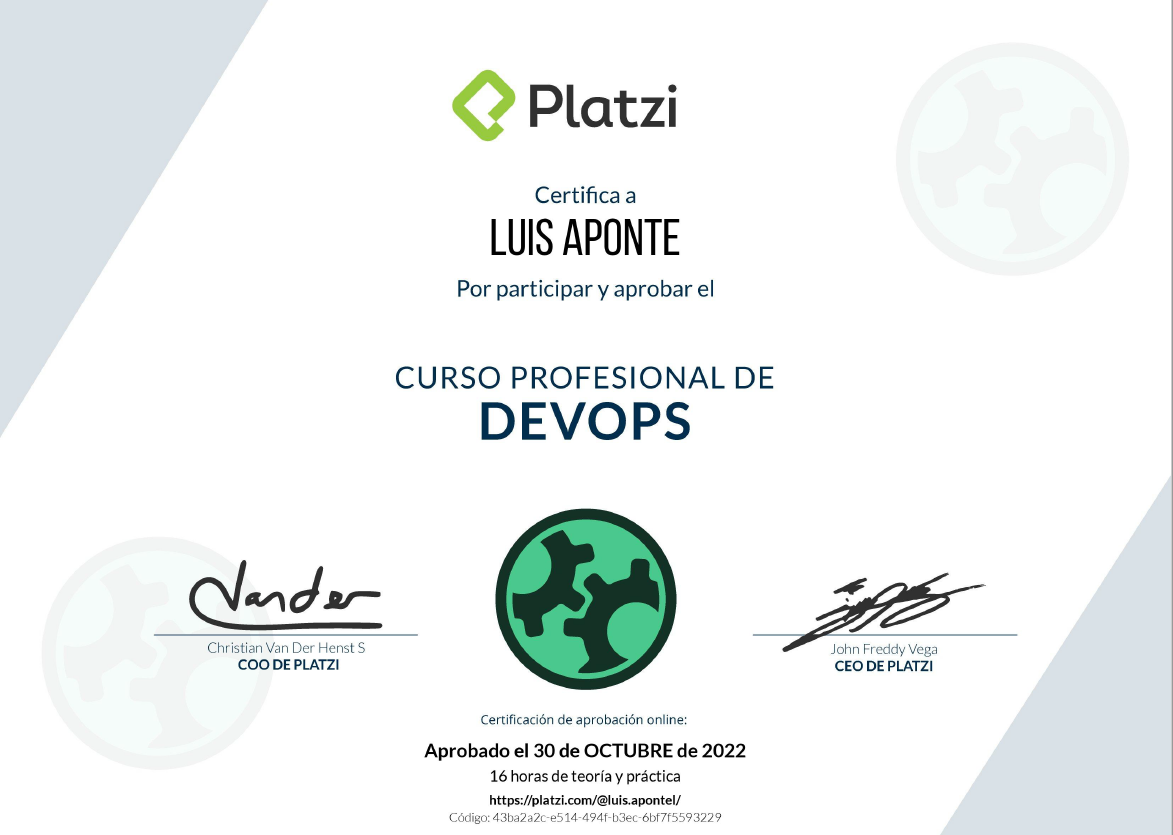 Platzi
Certifica a
LUIS APONTE
Por participar y aprobar el
CURSO PROFESIONAL DE
DEVOPS
Vander
Christian Van Der Henst S
COO DE PLATZI
John Freddy Vega
CEO DE PLATZI
Certificación de aprobación online:
Aprobado el 30 de OCTUBRE de 2022
16 horas de teoría y práctica
https://platzi.com/@luis.apontel/
Código: 43ba2a2c-e514-494f-b3ec-6bf7f5593229